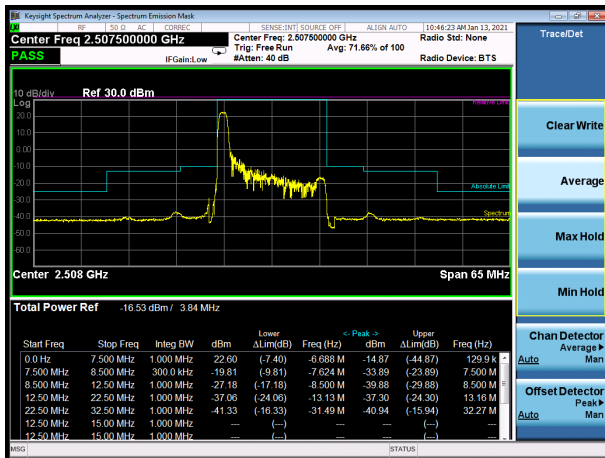 Keysight Spectrum Analyzer - Spectrum Emission Mask
RF 50 Ω AC CORREC SENSE:INT SOURCE OFF ALIGN AUTO 10:46:23 AM Jan 13, 2021
Center Freq 2.507500000 GHz Center Freq: 2.507500000 GHz Radio Std: None
Trig: Free Run Avg: 71.66% of 100
PASS IFGain:Low #Atten: 40 dB Radio Device: BTS
10 dB/div Ref 30.0 dBm
Log
Relative Limit
20.0
10.0
0.00
-10.0
Absolute Limit
-20.0
-30.0
Spectrum
-40.0
-50.0
-60.0
Center 2.508 GHz Span 65 MHz
Total Power Ref -16.53 dBm / 3.84 MHz
Lower <- Peak -> Upper
Start Freq Stop Freq Integ BW dBm ΔLim(dB) Freq (Hz) dBm ΔLim(dB) Freq (Hz)
0.0 Hz 7.500 MHz 1.000 MHz 22.60 (-7.40) -6.688 M -14.87 (-44.87) 129.9 k
7.500 MHz 8.500 MHz 300.0 kHz -19.81 (-9.81) -7.624 M -33.89 (-23.89) 7.500 M
8.500 MHz 12.50 MHz 1.000 MHz -27.18 (-17.18) -8.500 M -39.88 (-29.88) 8.500 M
12.50 MHz 22.50 MHz 1.000 MHz -37.06 (-24.06) -13.13 M -37.30 (-24.30) 13.16 M
22.50 MHz 32.50 MHz 1.000 MHz -41.33 (-16.33) -31.49 M -40.94 (-15.94) 32.27 M
12.50 MHz 15.00 MHz 1.000 MHz --- (---) --- (---) ---
12.50 MHz 15.00 MHz 1.000 MHz --- (---) --- (---) ---
MSG STATUS
Trace/Det
Clear Write
Average
Max Hold
Min Hold
Chan Detector
Average
Auto Man
Offset Detector
Peak
Auto Man